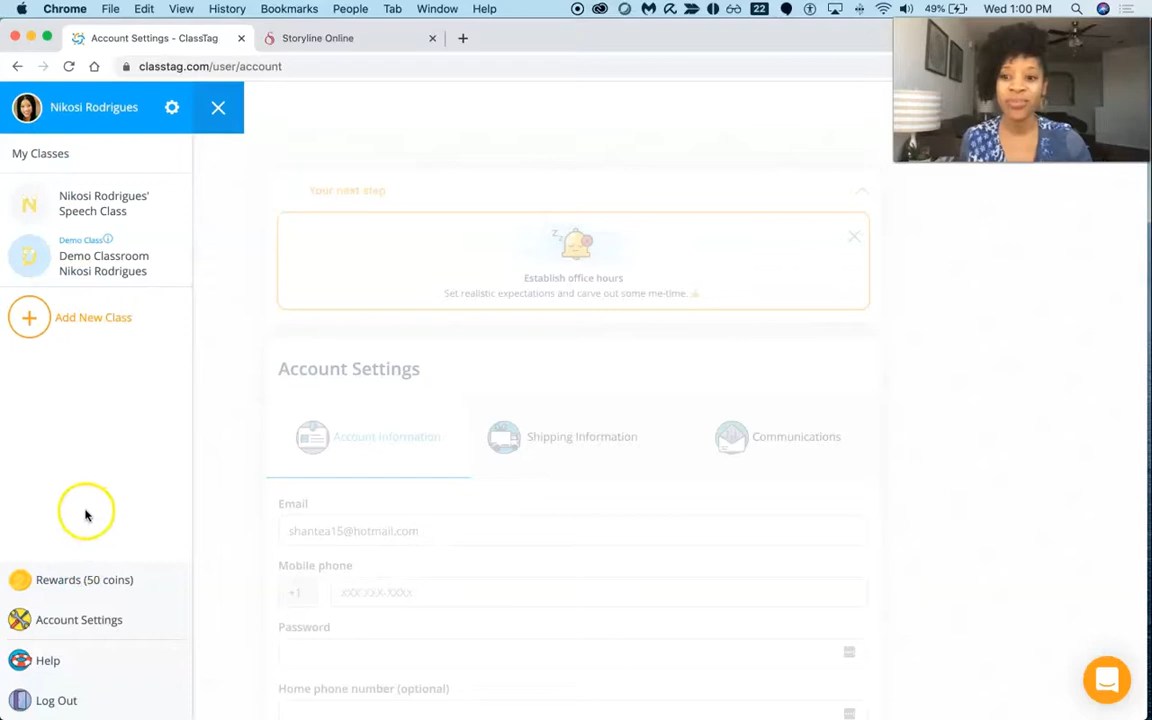 Chrome File Edit View History Bookmarks People Tab Window Help 22 49% Wed 1:00 PM
Account Settings - ClassTag Storyline Online
classtag.com/user/account
Nikosi Rodrigues
My Classes
N Nikosi Rodrigues'
Speech Class
Demo Class
Demo Classroom
Nikosi Rodrigues
Add New Class
Rewards (50 coins)
Account Settings
Help
Log Out
Your next step
Establish office hours
Set realistic expectations and carve out some me-time.
Account Settings
Account Information Shipping Information Communications
Email
shantea15@hotmail.com
Mobile phone
+1 XXX-XXX-XXXX
Password
Home phone number (optional)